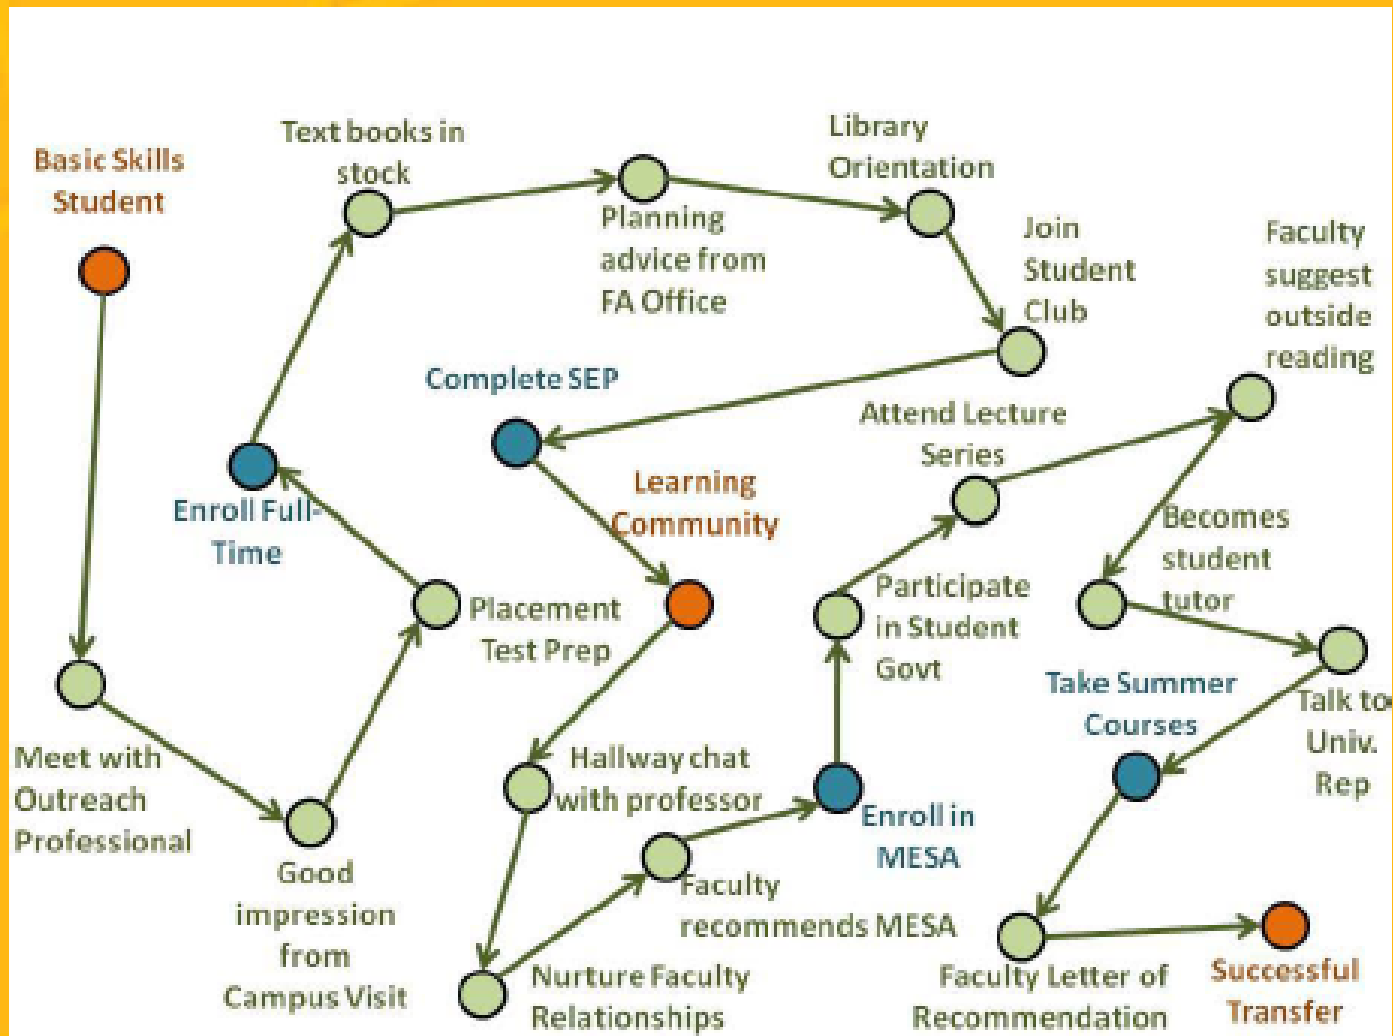 Basic Skills
Student
Meet with
Outreach
Professional
Good
impression
from
Campus Visit
Placement
Test Prep
Enroll Full-
Time
Text books in
stock
Planning
advice from
FA Office
Library
Orientation
Join
Student
Club
Complete SEP
Learning
Community
Hallway chat
with professor
Nurture Faculty
Relationships
Faculty
recommends MESA
Enroll in
MESA
Participate
in Student
Govt
Attend Lecture
Series
Faculty
suggest
outside
reading
Becomes
student
tutor
Talk to
Univ.
Rep
Take Summer
Courses
Faculty Letter of
Recommendation
Successful
Transfer